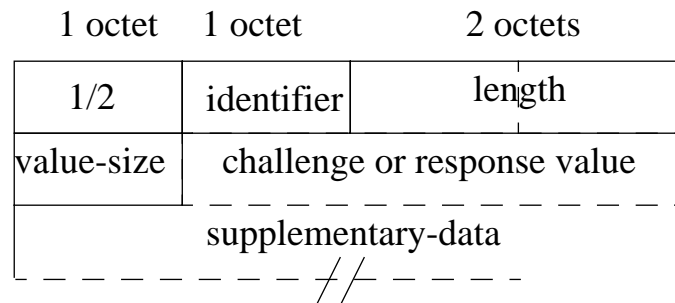 1 octet 1 octet 2 octets
1/2 identifier length
value-size challenge or response value
supplementary-data